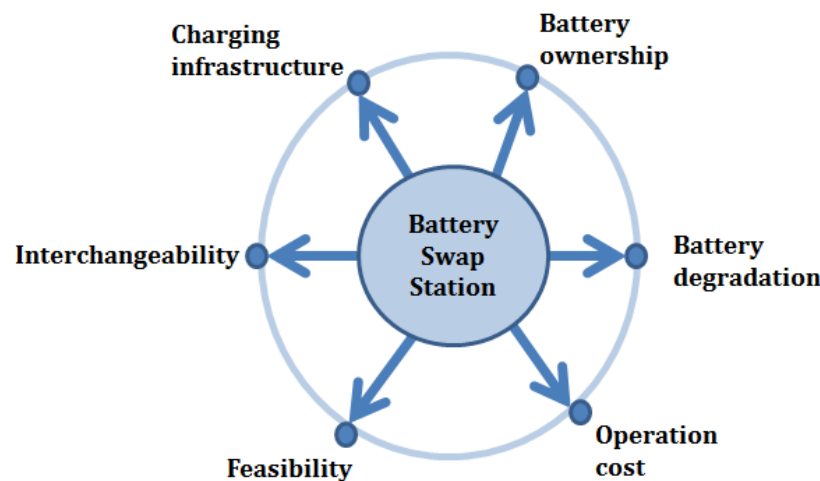 Charging
infrastructure
Battery
ownership
Interchangeability
Battery
Swap
Station
Battery
degradation
Feasibility
Operation
cost